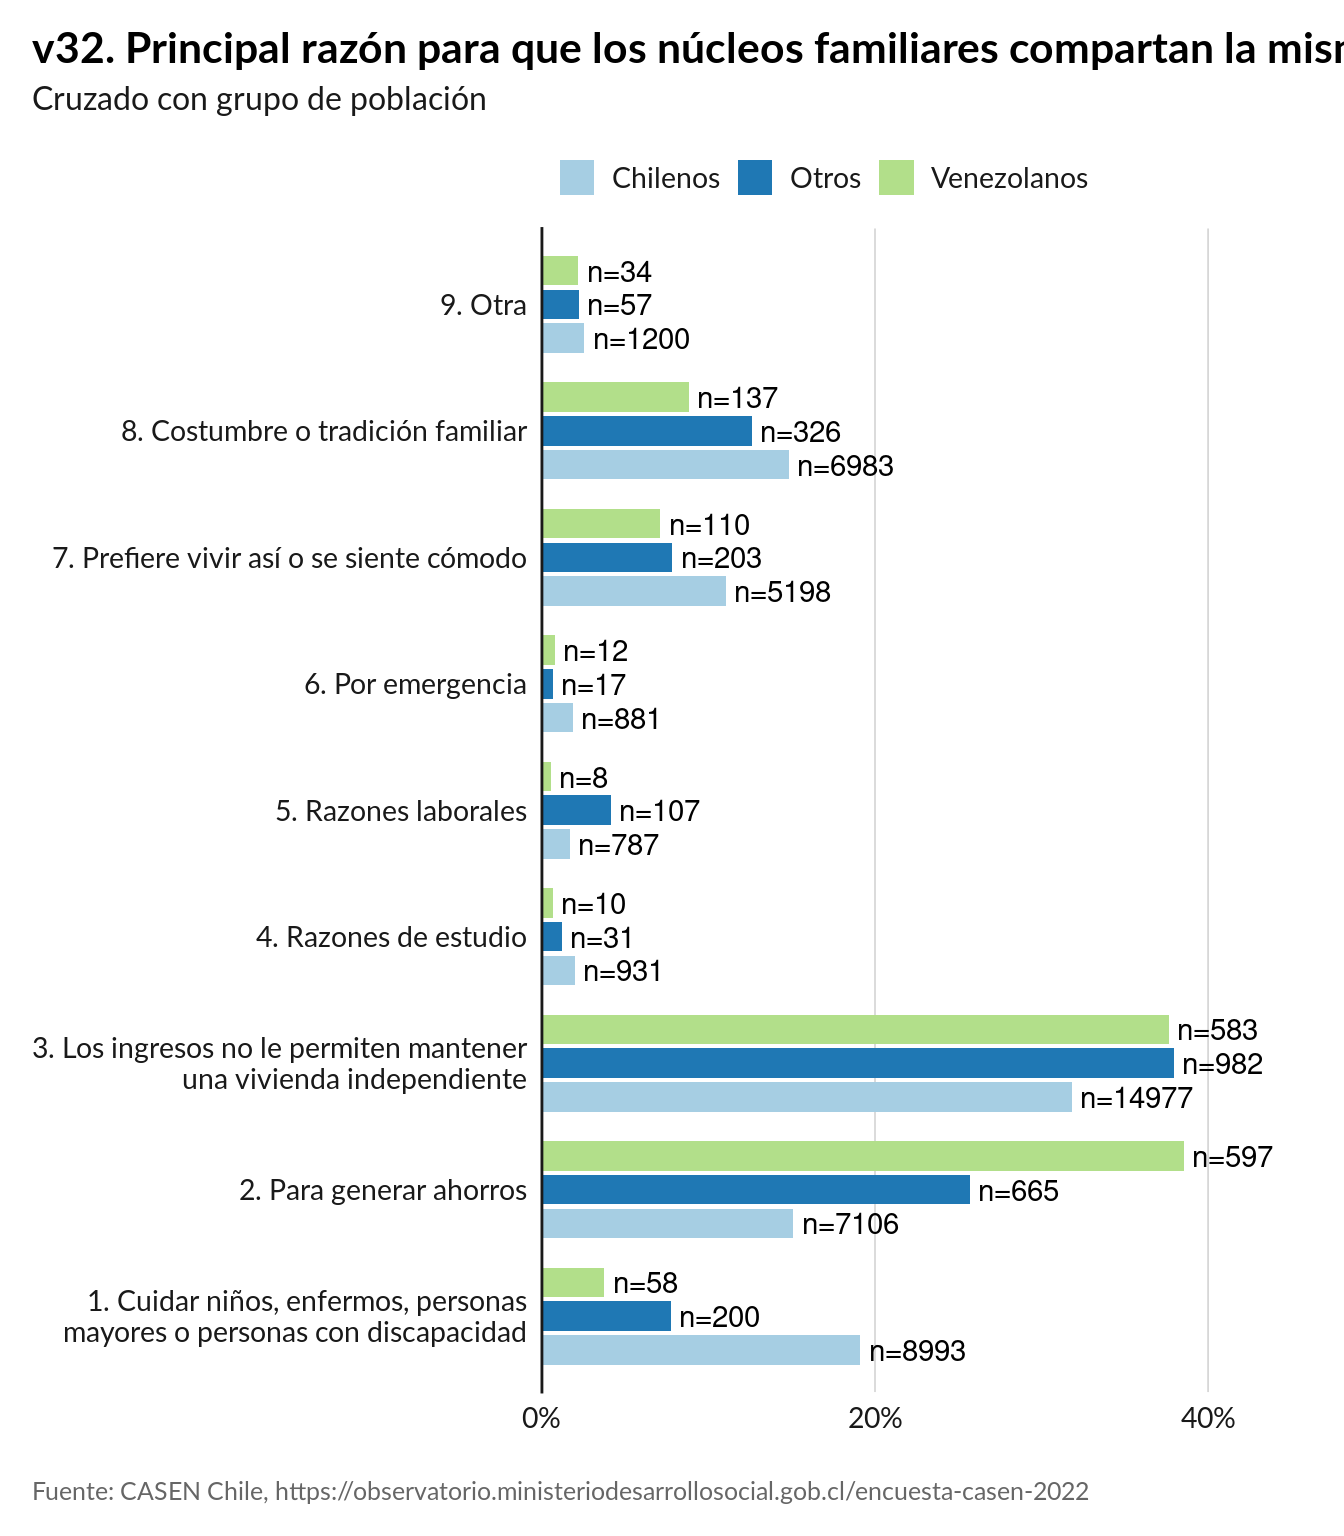 v32. Principal razón para que los núcleos familiares compartan la
Cruzado con grupo de población
Chilenos Otros Venezolanos
n=34
9. Otra n=57
n=1200
n=137
8. Costumbre o tradición familiar n=326
n=6983
n=110
7. Prefiere vivir así o se siente cómodo n=203
n=5198
n=12
6. Por emergencia n=17
n=881
n=8
5. Razones laborales n=107
n=787
n=10
4. Razones de estudio n=31
n=931
n=583
3. Los ingresos no le permiten mantener
una vivienda independiente
n=982
n=14977
n=597
2. Para generar ahorros n=665
n=7106
n=58
1. Cuidar niños, enfermos, personas
mayores o personas con discapacidad
n=200
n=8993
0% 20% 40%
Fuente: CASEN Chile, https://observatorio.ministeriodesarrollosocial.gob.cl/encuesta-casen-2022